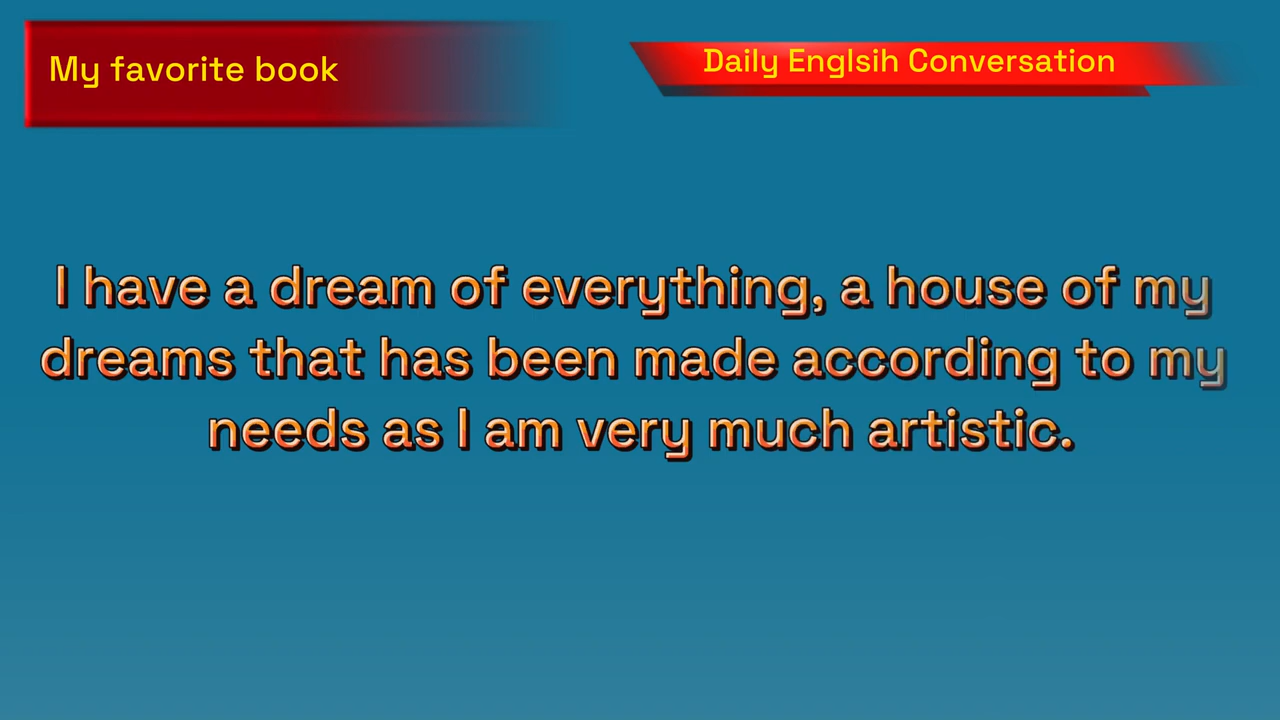 My favorite book
Daily Englsih Conversation
I have a dream of everything, a house of my
dreams that has been made according to my
needs as I am very much artistic.